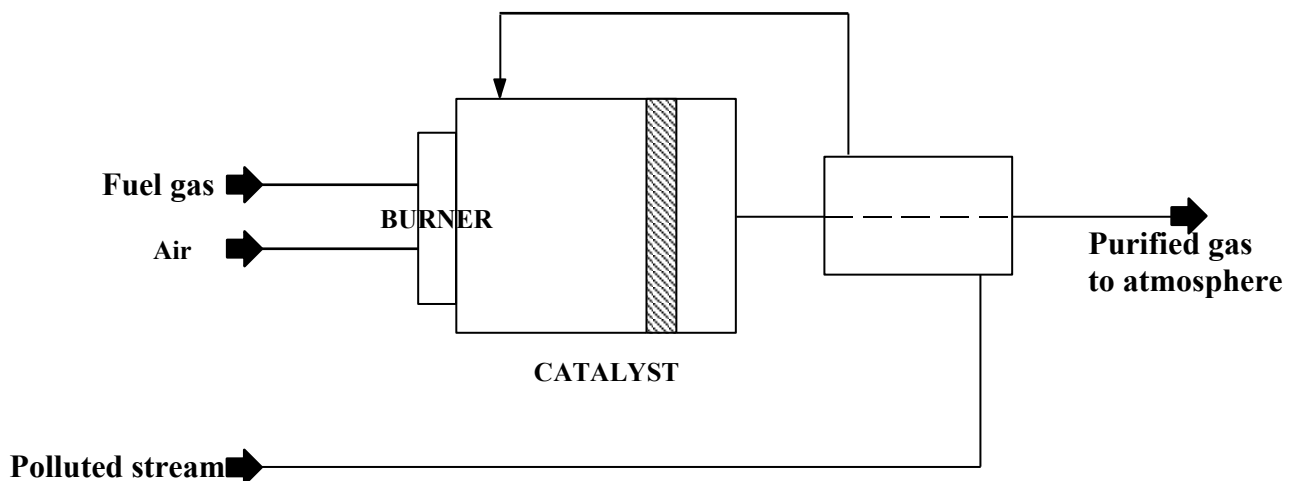 Fuel gas
BURNER
Air
Purified gas
to atmosphere
CATALYST
Polluted stream